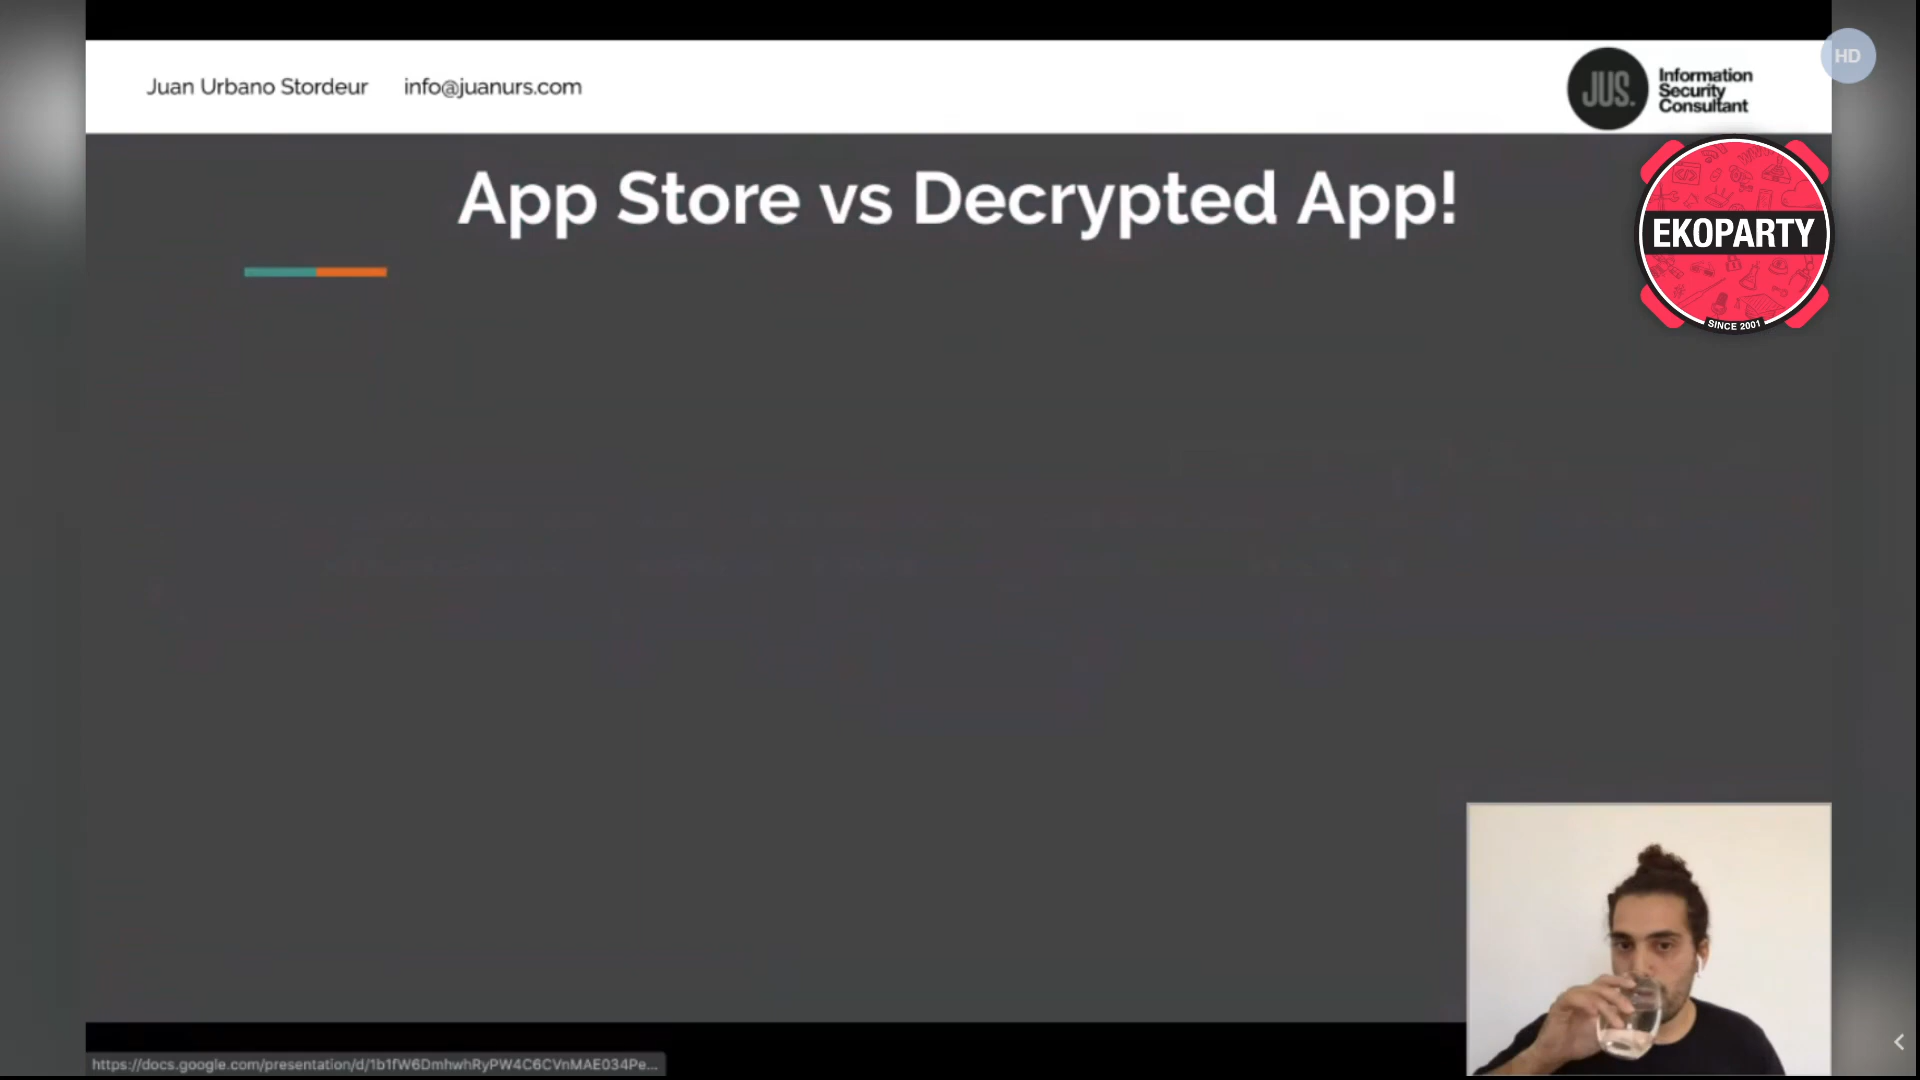 HD
Juan Urbano Stordeur info@juanurs.com
JUS.
Information
Security
Consultant
App Store vs Decrypted App!
EKOPARTY
SINCE 2001
https://docs.google.com/presentation/d/1b1fW6DmhwhRyPW4C6CVnMAE034Pe...